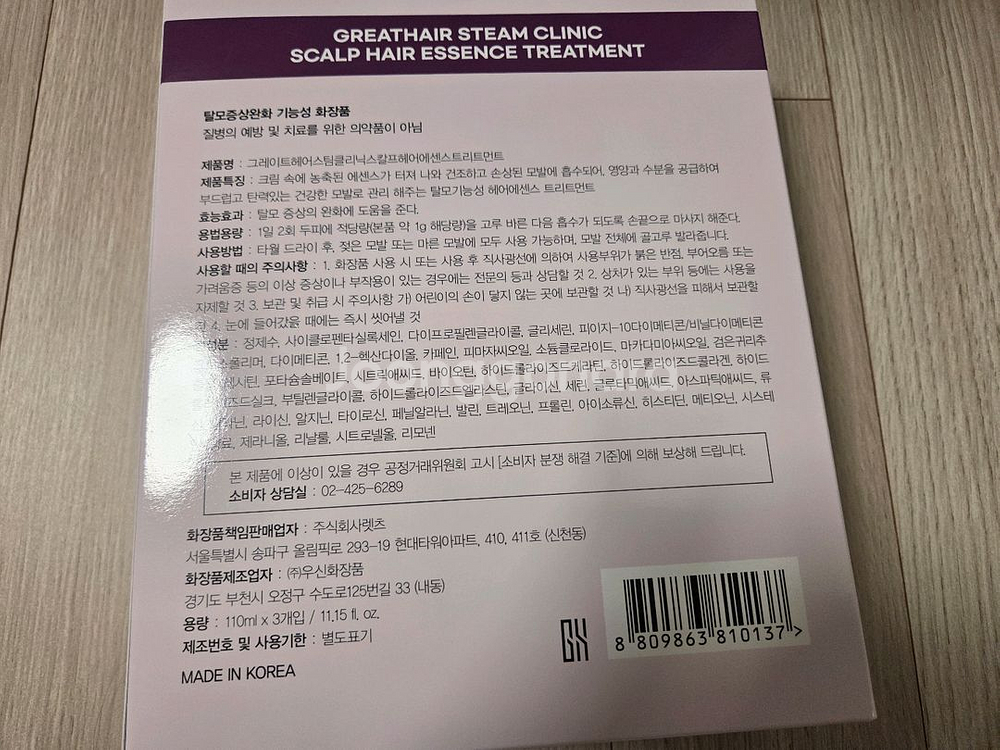 GREATHAIR STEAM CLINIC
SCALP HAIR ESSENCE TREATMENT
탈모증상완화 기능성 화장품
질병의 예방 및 치료를 위한 의약품이 아님
제품명 : 그레이트헤어스팀클리닉스칼프헤어에센스트리트먼트
제품특징 : 크림 속에 농축된 에센스가 터져 나와 건조하고 손상된 모발에 흡수되어, 영양과 수분을 공급하여
부드럽고 탄력있는 건강한 모발로 관리 해주는 탈모기능성 헤어에센스 트리트먼트
효능효과 : 탈모 증상의 완화에 도움을 준다.
용법용량 : 1일 2회 두피에 적당량(본품 약 1g 해당량)을 고루 바른 다음 흡수가 되도록 손끝으로 마사지 해준다.
사용방법 : 타월 드라이 후, 젖은 모발 또는 마른 모발에 모두 사용 가능하며, 모발 전체에 골고루 발라줍니다.
사용할 때의 주의사항 : 1. 화장품 사용 시 또는 사용 후 직사광선에 의하여 사용부위가 붉은 반점, 부어오름 또는
가려움증 등의 이상 증상이나 부작용이 있는 경우에는 전문의 등과 상담할 것 2. 상처가 있는 부위 등에는 사용을
자제할 것 3. 보관 및 취급 시 주의사항 가) 어린이의 손이 닿지 않는 곳에 보관할 것 나) 직사광선을 피해서 보관할
것 4. 눈에 들어갔을 때에는 즉시 씻어낼 것
성분 : 정제수, 사이클로펜타실록세인, 다이프로필렌글라이콜, 글리세린, 피이지-10다이메티콘/비닐다이메티콘
폴리머, 다이메티콘, 1,2-헥산다이올, 카페인, 피마자씨오일, 소듐클로라이드, 마카다미아씨오일, 검은귀리추
포타슘솔베이트, 시트릭애씨드, 바이오틴, 하이드롤라이즈드케라틴, 하이드롤라이즈드콜라겐, 하이드
즈드실크, 부틸렌글라이콜, 하이드롤라이즈드엘라스틴, 글라이신, 세린, 글루타믹애씨드, 아스파틱애씨드, 류
라이신, 알지닌, 타이로신, 페닐알라닌, 발린, 트레오닌, 프롤린, 아이소류신, 히스티딘, 메티오닌, 시스테
제라니올, 리날룰, 시트로넬올, 리모넨
본 제품에 이상이 있을 경우 공정거래위원회 고시 [소비자 분쟁 해결 기준]에 의해 보상해 드립니다.
소비자 상담실 : 02-425-6289
화장품책임판매업자 : 주식회사렛츠
서울특별시 송파구 올림픽로 293-19 현대타워아파트, 410, 411호 (신천동)
화장품제조업자 : ㈜우신화장품
경기도 부천시 오정구 수도로125번길 33 (내동)
용량 : 110ml x 3개입 / 11.15 fl. oz.
제조번호 및 사용기한 : 별도표기
MADE IN KOREA
8 809863 810137 >